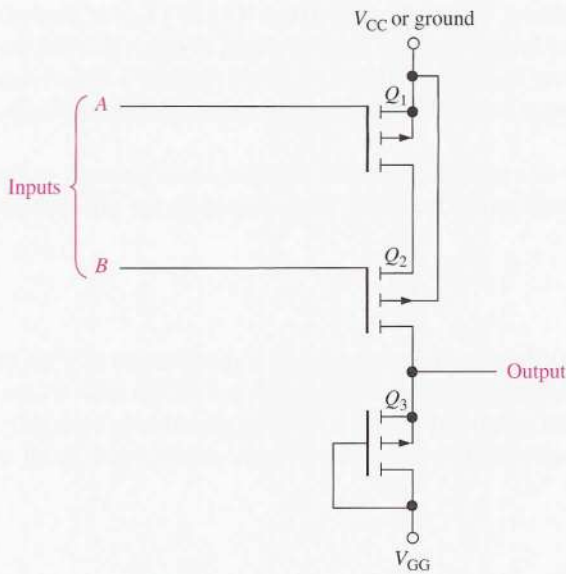 V_CC or ground
Q_1
A
Inputs
Q_2
B
Output
Q_3
V_GG